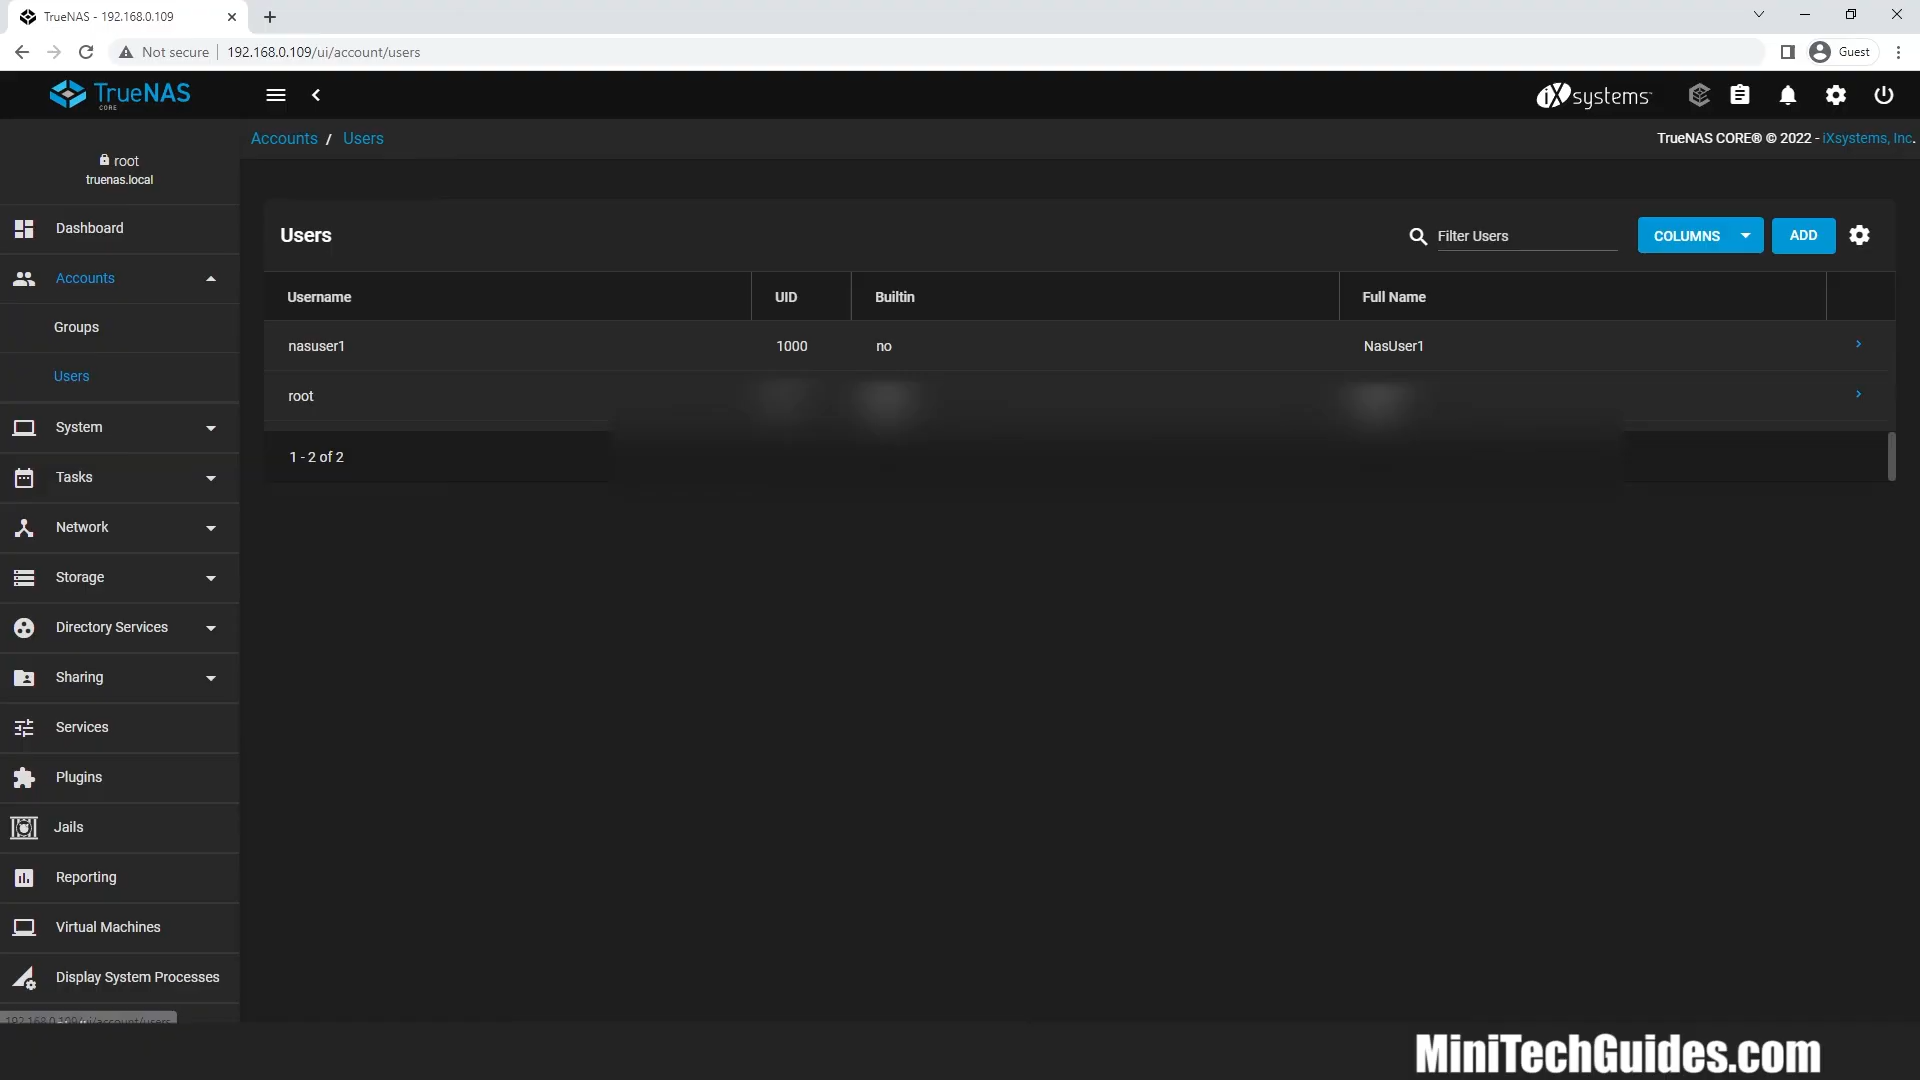 TrueNAS - 192.168.0.109
Not secure
192.168.0.109/ui/account/users
Guest
TrueNAS
CORE
iXsystems
Accounts / Users
TrueNAS CORE® © 2022 - iXsystems, Inc.
root
truenas.local
Dashboard
Accounts
Groups
Users
System
Tasks
Network
Storage
Directory Services
Sharing
Services
Plugins
Jails
Reporting
Virtual Machines
Display System Processes
192.168.0.109/ui/account/users
Users
Filter Users
COLUMNS
ADD
Username UID Builtin Full Name
nasuser1 1000 no NasUser1
root
1 - 2 of 2
MiniTechGuides.com